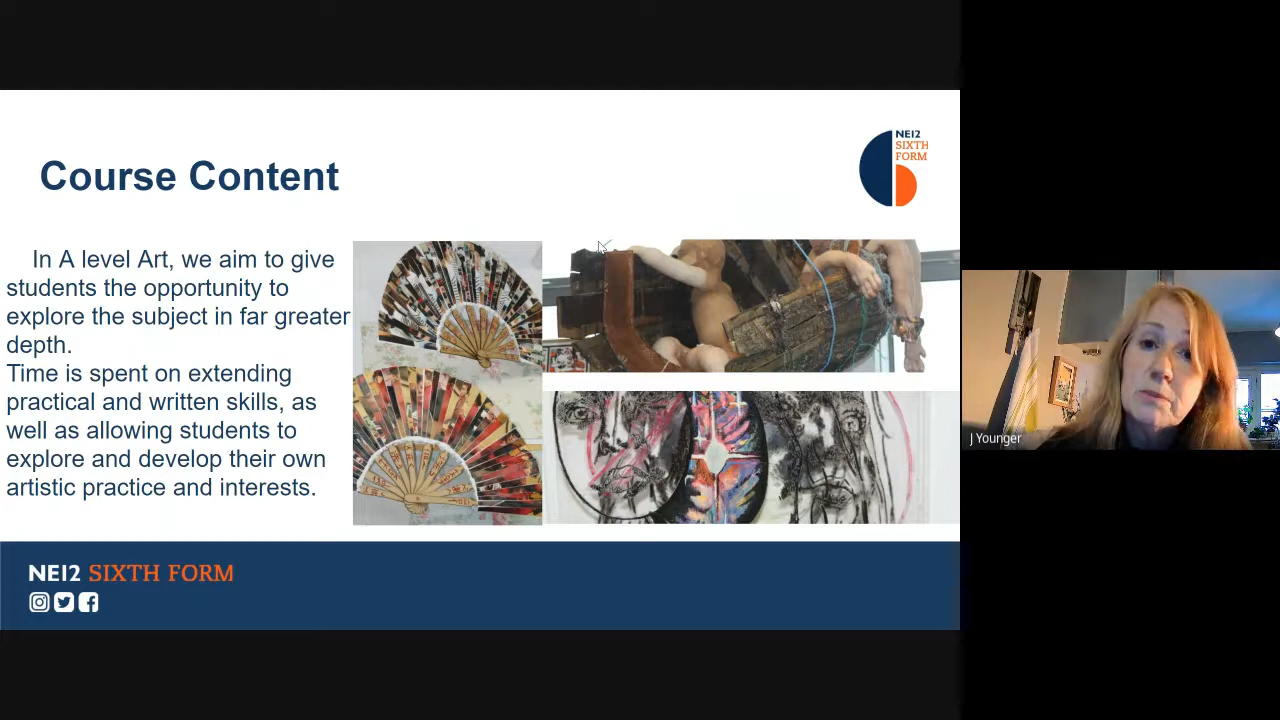 Course Content
NE12
SIXTH
FORM
In A level Art, we aim to give
students the opportunity to
explore the subject in far greater
depth.
Time is spent on extending
practical and written skills, as
well as allowing students to
explore and develop their own
artistic practice and interests.
J Younger
NE12 SIXTH FORM